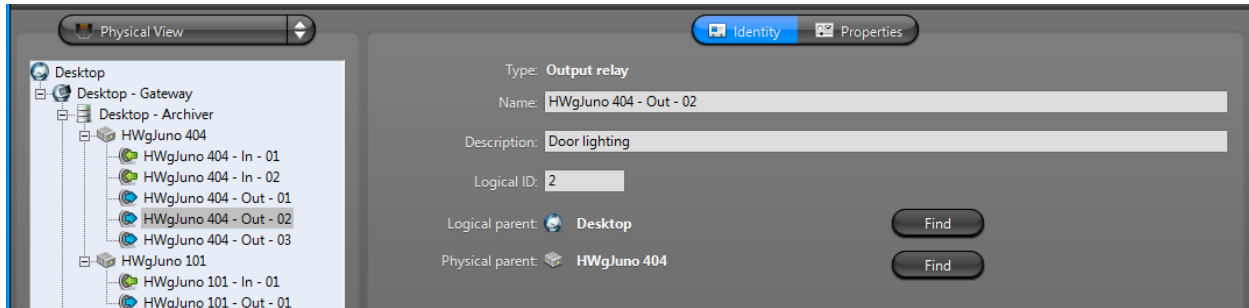 Physical View
Desktop
Desktop - Gateway
Desktop - Archiver
HWgJuno 404
HWgJuno 404 - In - 01
HWgJuno 404 - In - 02
HWgJuno 404 - Out - 01
HWgJuno 404 - Out - 02
HWgJuno 404 - Out - 03
HWgJuno 101
HWgJuno 101 - In - 01
HWgJuno 101 - Out - 01
Identity Properties
Type: Output relay
Name: HWgJuno 404 - Out - 02
Description: Door lighting
Logical ID: 2
Logical parent: Desktop Find
Physical parent: HWgJuno 404 Find